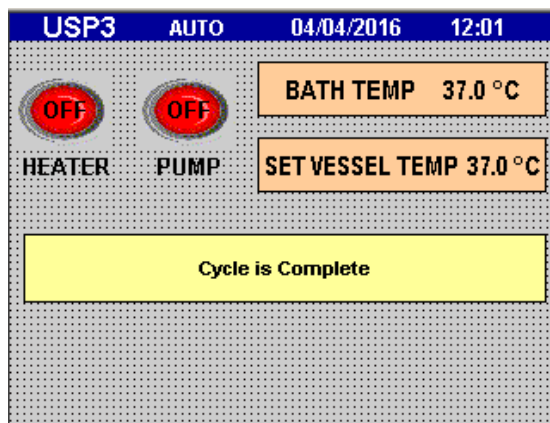 USP3 AUTO 04/04/2016 12:01
OFF OFF BATH TEMP 37.0 °C
HEATER PUMP SET VESSEL TEMP 37.0 °C
Cycle is Complete